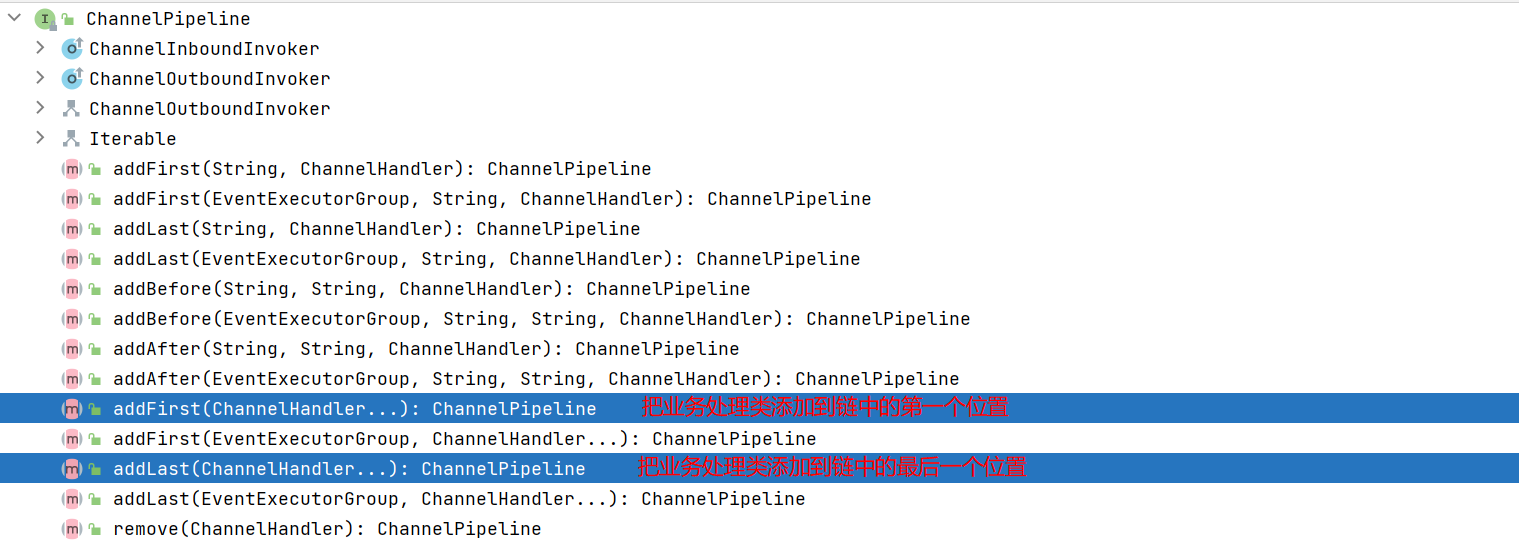 ChannelPipeline
ChannelInboundInvoker
ChannelOutboundInvoker
ChannelOutboundInvoker
Iterable
addFirst(String, ChannelHandler): ChannelPipeline
addFirst(EventExecutorGroup, String, ChannelHandler): ChannelPipeline
addLast(String, ChannelHandler): ChannelPipeline
addLast(EventExecutorGroup, String, ChannelHandler): ChannelPipeline
addBefore(String, String, ChannelHandler): ChannelPipeline
addBefore(EventExecutorGroup, String, String, ChannelHandler): ChannelPipeline
addAfter(String, String, ChannelHandler): ChannelPipeline
addAfter(EventExecutorGroup, String, String, ChannelHandler): ChannelPipeline
addFirst(ChannelHandler...): ChannelPipeline 把业务处理类添加到链中的第一个位置
addFirst(EventExecutorGroup, ChannelHandler...): ChannelPipeline
addLast(ChannelHandler...): ChannelPipeline 把业务处理类添加到链中的最后一个位置
addLast(EventExecutorGroup, ChannelHandler...): ChannelPipeline
remove(ChannelHandler): ChannelPipeline